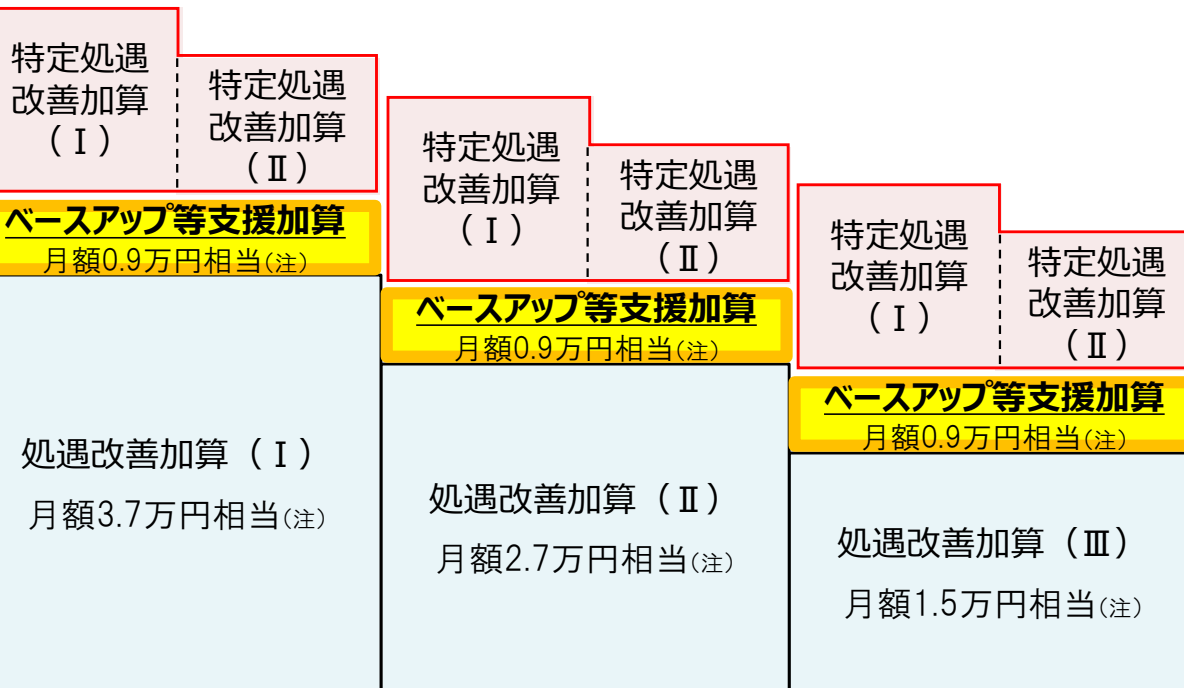 特定処遇
改善加算
（Ⅰ）
特定処遇
改善加算
（Ⅱ）
ベースアップ等支援加算
月額0.9万円相当(注)
処遇改善加算（Ⅰ）
月額3.7万円相当(注)
特定処遇
改善加算
（Ⅰ）
特定処遇
改善加算
（Ⅱ）
ベースアップ等支援加算
月額0.9万円相当(注)
処遇改善加算（Ⅱ）
月額2.7万円相当(注)
特定処遇
改善加算
（Ⅰ）
特定処遇
改善加算
（Ⅱ）
ベースアップ等支援加算
月額0.9万円相当(注)
処遇改善加算（Ⅲ）
月額1.5万円相当(注)